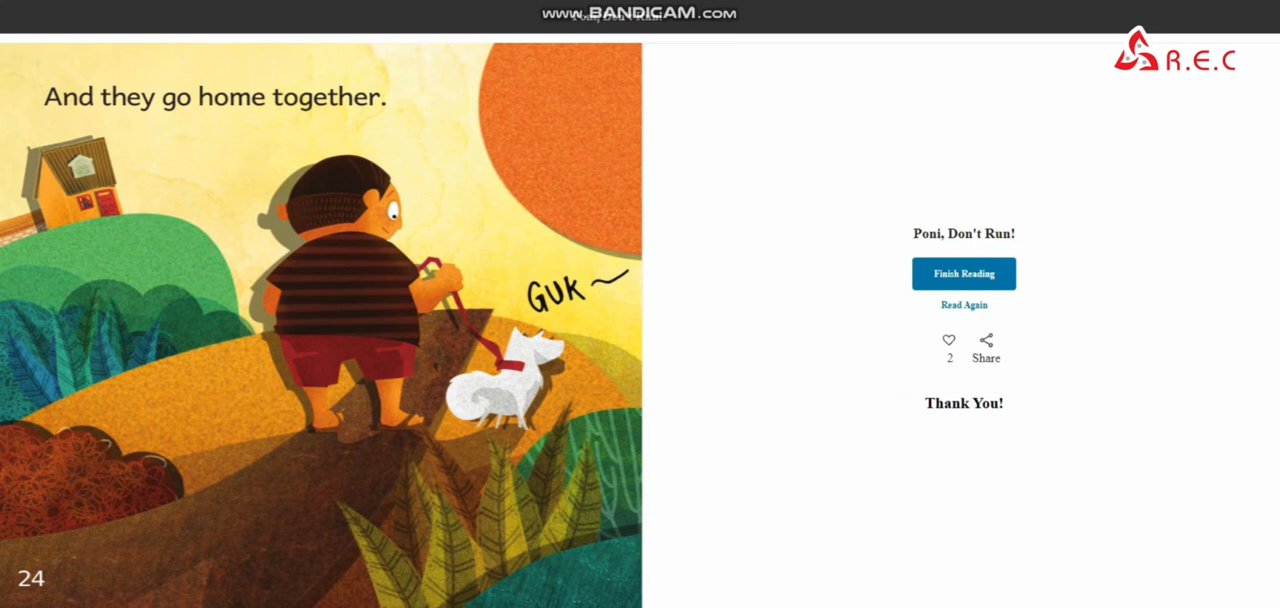 www.BANDICAM.com
R.E.C
And they go home together.
GUK
24
Poni, Don't Run!
Finish Reading
Read Again
2
Share
Thank You!